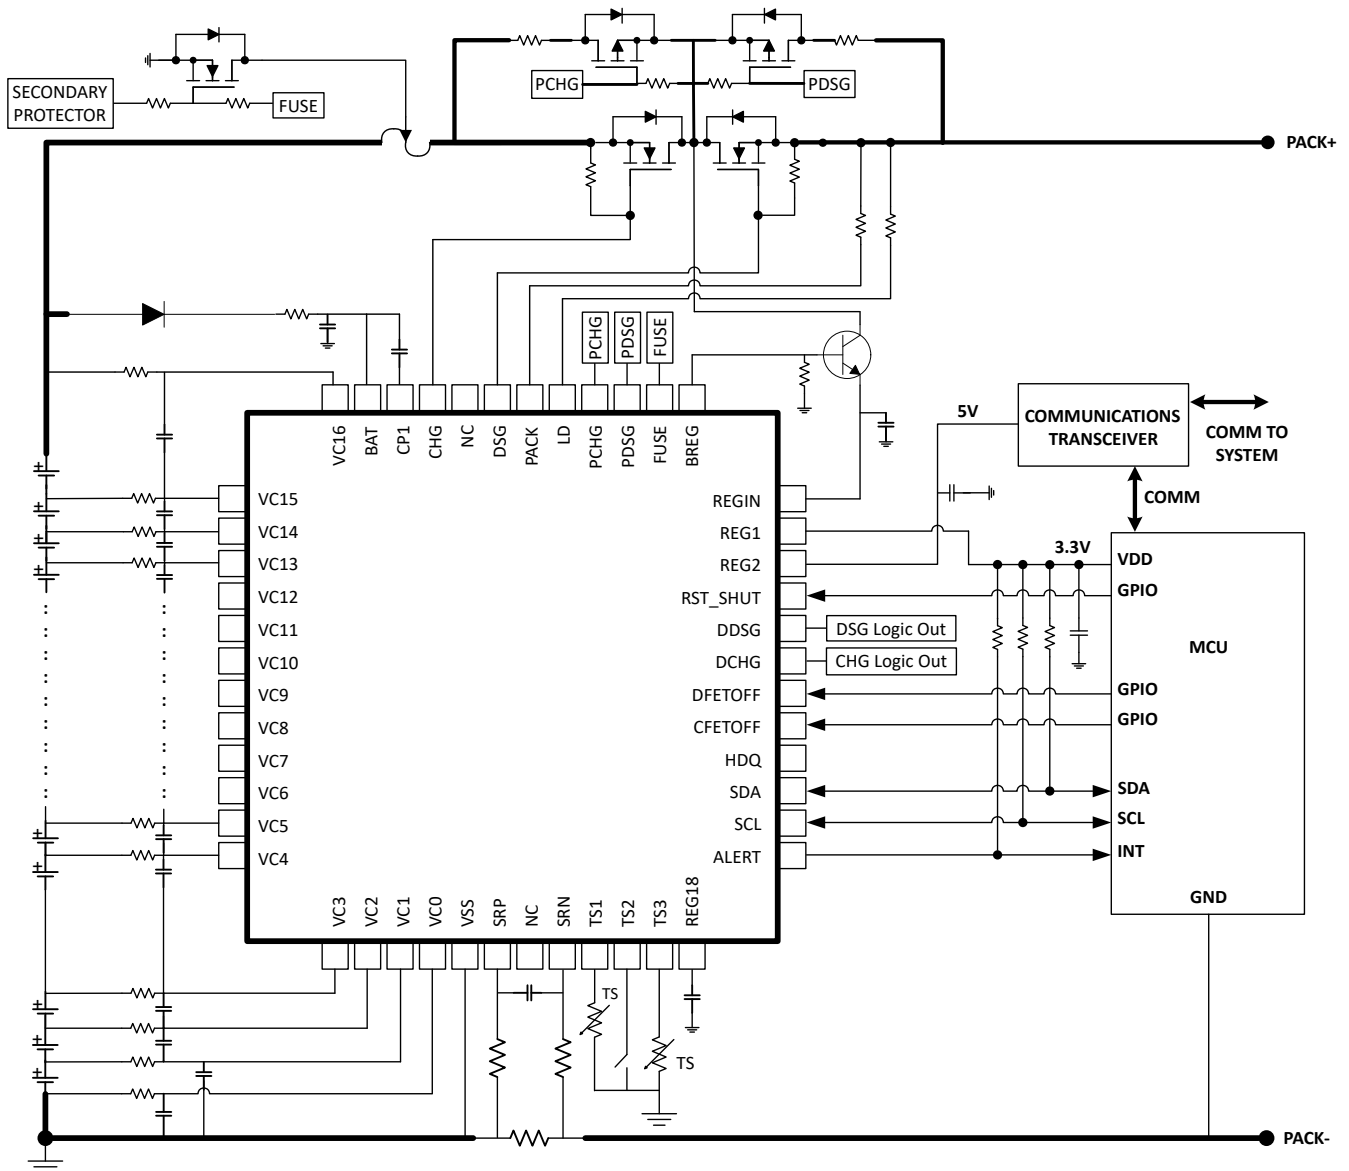 SECONDARY
PROTECTOR
FUSE
PCHG
PDSG
PACK+
PCHG
PDSG
FUSE
VC16
BAT
CP1
CHG
NC
DSG
PACK
LD
PCHG
PDSG
FUSE
BREG
5V
COMMUNICATIONS
TRANSCEIVER
COMM TO
SYSTEM
COMM
VC15
VC14
VC13
VC12
VC11
VC10
VC9
VC8
VC7
VC6
VC5
VC4
REGIN
REG1
REG2
RST_SHUT
DDSG
DSG Logic Out
DCHG
CHG Logic Out
DFETOFF
CFETOFF
HDQ
SDA
SCL
ALERT
3.3V
VDD
GPIO
MCU
GPIO
GPIO
SDA
SCL
INT
GND
VC3
VC2
VC1
VC0
VSS
SRP
NC
SRN
TS1
TS2
TS3
REG18
TS
TS
PACK-
+
+
+
+
+
+
+
+
+